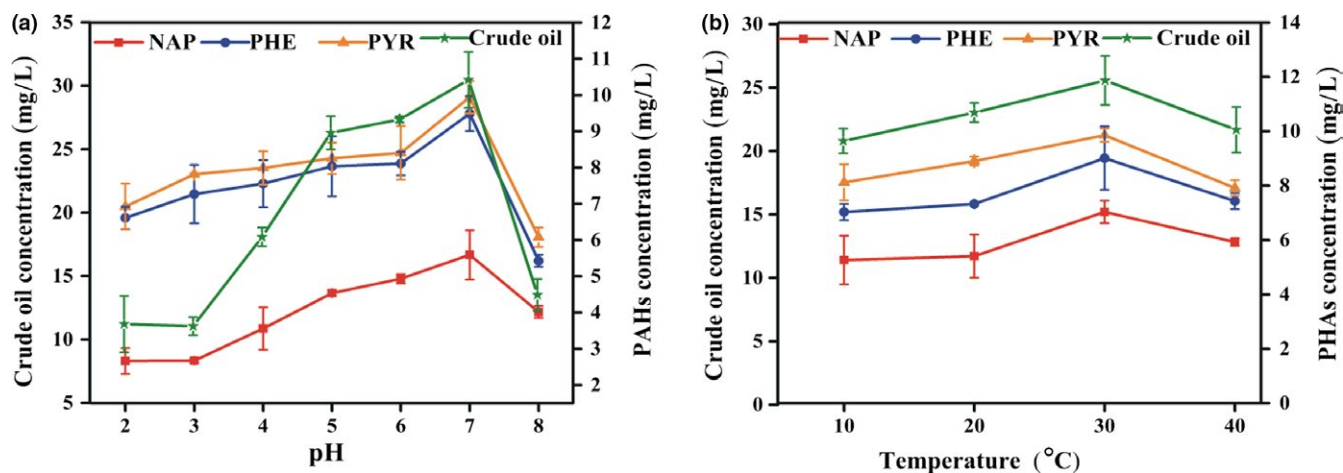 (a)
NAP PHE PYR Crude oil
Crude oil concentration (mg/L)
35
30
25
20
15
10
5
2 3 4 5 6 7 8
pH
12
11
10
9
8
7
6
5
4
3
2
PAHs concentration (mg/L)
(b)
NAP PHE PYR Crude oil
Crude oil concentration (mg/L)
30
25
20
15
10
5
0
10 20 30 40
Temperature (°C)
14
12
10
8
6
4
2
0
PHAs concentration (mg/L)